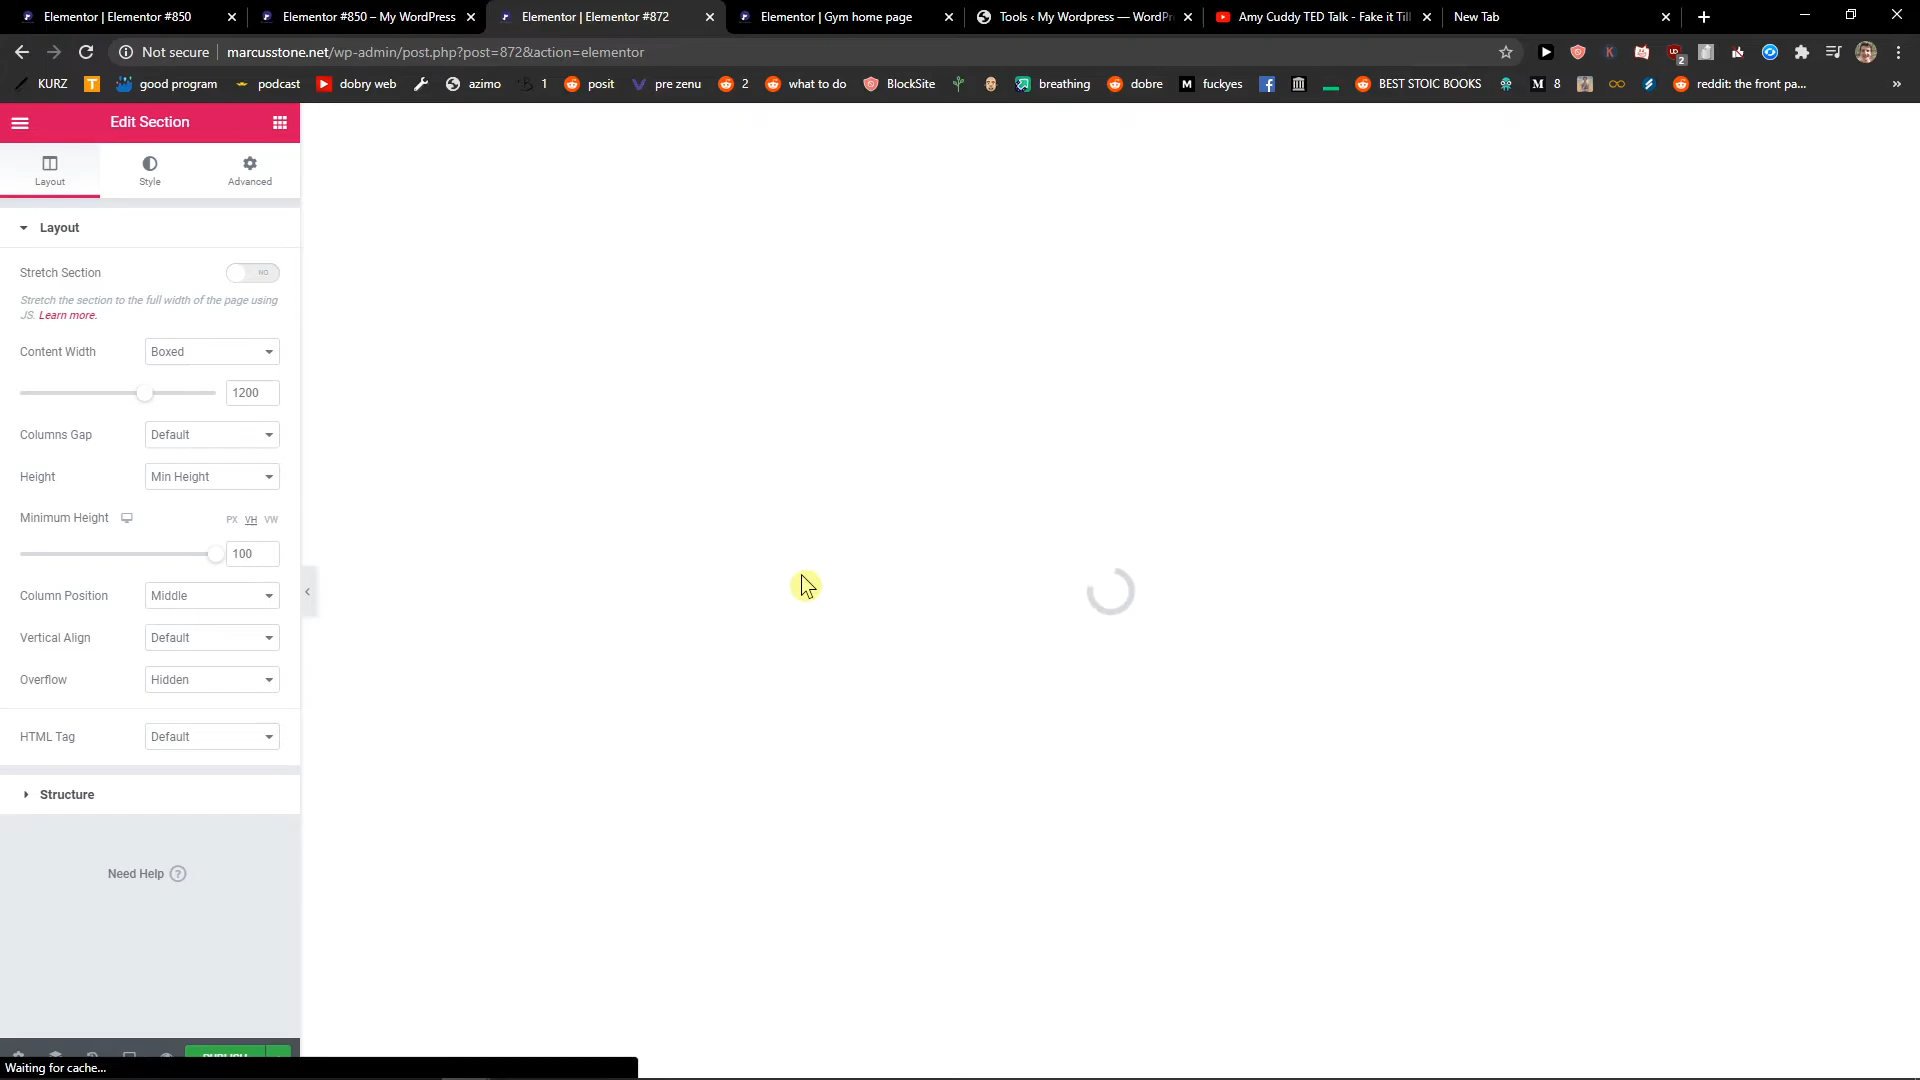 Elementor | Elementor #850
Elementor #850 – My WordPress
Elementor | Elementor #872
Elementor | Gym home page
Tools ‹ My Wordpress — WordPr
Amy Cuddy TED Talk - Fake it Till
New Tab
Not secure
marcusstone.net/wp-admin/post.php?post=872&action=elementor
2
KURZ
T
good program
podcast
dobry web
azimo
1
posit
pre zenu
2
what to do
BlockSite
breathing
dobre
M
fuckyes
BEST STOIC BOOKS
M
8
reddit: the front pa...
»
Edit Section
Layout
Style
Advanced
Layout
Stretch Section
NO
Stretch the section to the full width of the page using
JS. Learn more.
Content Width
Boxed
1200
Columns Gap
Default
Height
Min Height
Minimum Height
PX VH VW
100
Column Position
Middle
Vertical Align
Default
Overflow
Hidden
HTML Tag
Default
Structure
Need Help ?
PUBLISH
Waiting for cache...